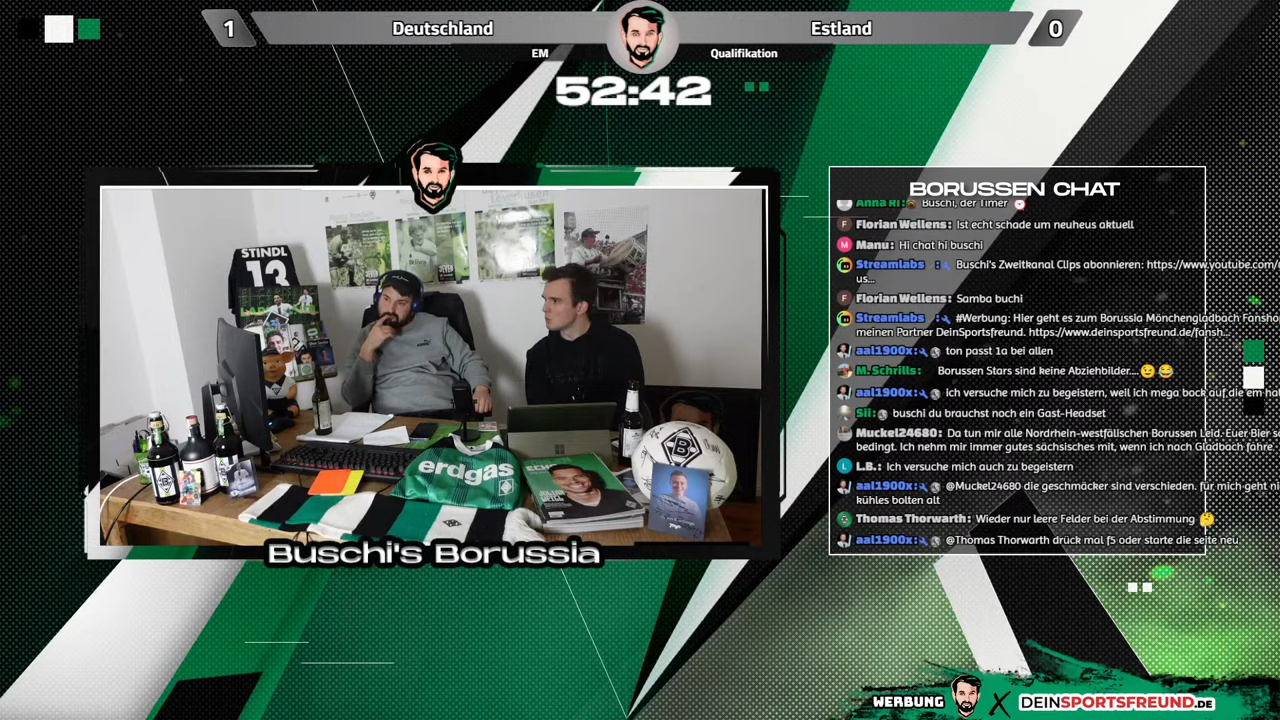 1
Deutschland
Estland
0
EM
Qualifikation
52:42
BORUSSEN CHAT
Anna Ri: Buschi, der Timer
Florian Wellens: Ist echt schade um neuheus aktuell
Manu: Hi chat hi buschi
Streamlabs : Buschi's Zweitkanal Clips abonnieren: https://www.youtube.com/
us...
Florian Wellens: Samba buchi
Streamlabs : #Werbung: Hier geht es zum Borussia Mönchengladbach Fansho
meinen Partner DeinSportsfreund. https://www.deinsportsfreund.de/fansh...
aal1900x: ton passt 1a bei allen
M. Schrills: Borussen Stars sind keine Abziehbilder....😉😂
aal1900x: ich versuche mich zu begeistern, weil ich mega bock auf die em ha
Sii: buschi du brauchst noch ein Gast-Headset
Muckel24680: Da tun mir alle Nordrhein-westfälischen Borussen Leid. Euer Bier
bedingt. Ich nehm mir immer gutes sächsisches mit, wenn ich nach Gladbach fahre
L.B.: Ich versuche mich auch zu begeistern
aal1900x: @Muckel24680 die geschmäcker sind verschieden. für mich geht ni
kühles bolten alt
Thomas Thorwarth: Wieder nur leere Felder bei der Abstimmung 🤔
aal1900x: @Thomas Thorwarth drück mal f5 oder starte die seite neu
STINDL
13
erdgas
ECHT
Buschi's Borussia
WERBUNG
X
DEINSPORTSFREUND.DE